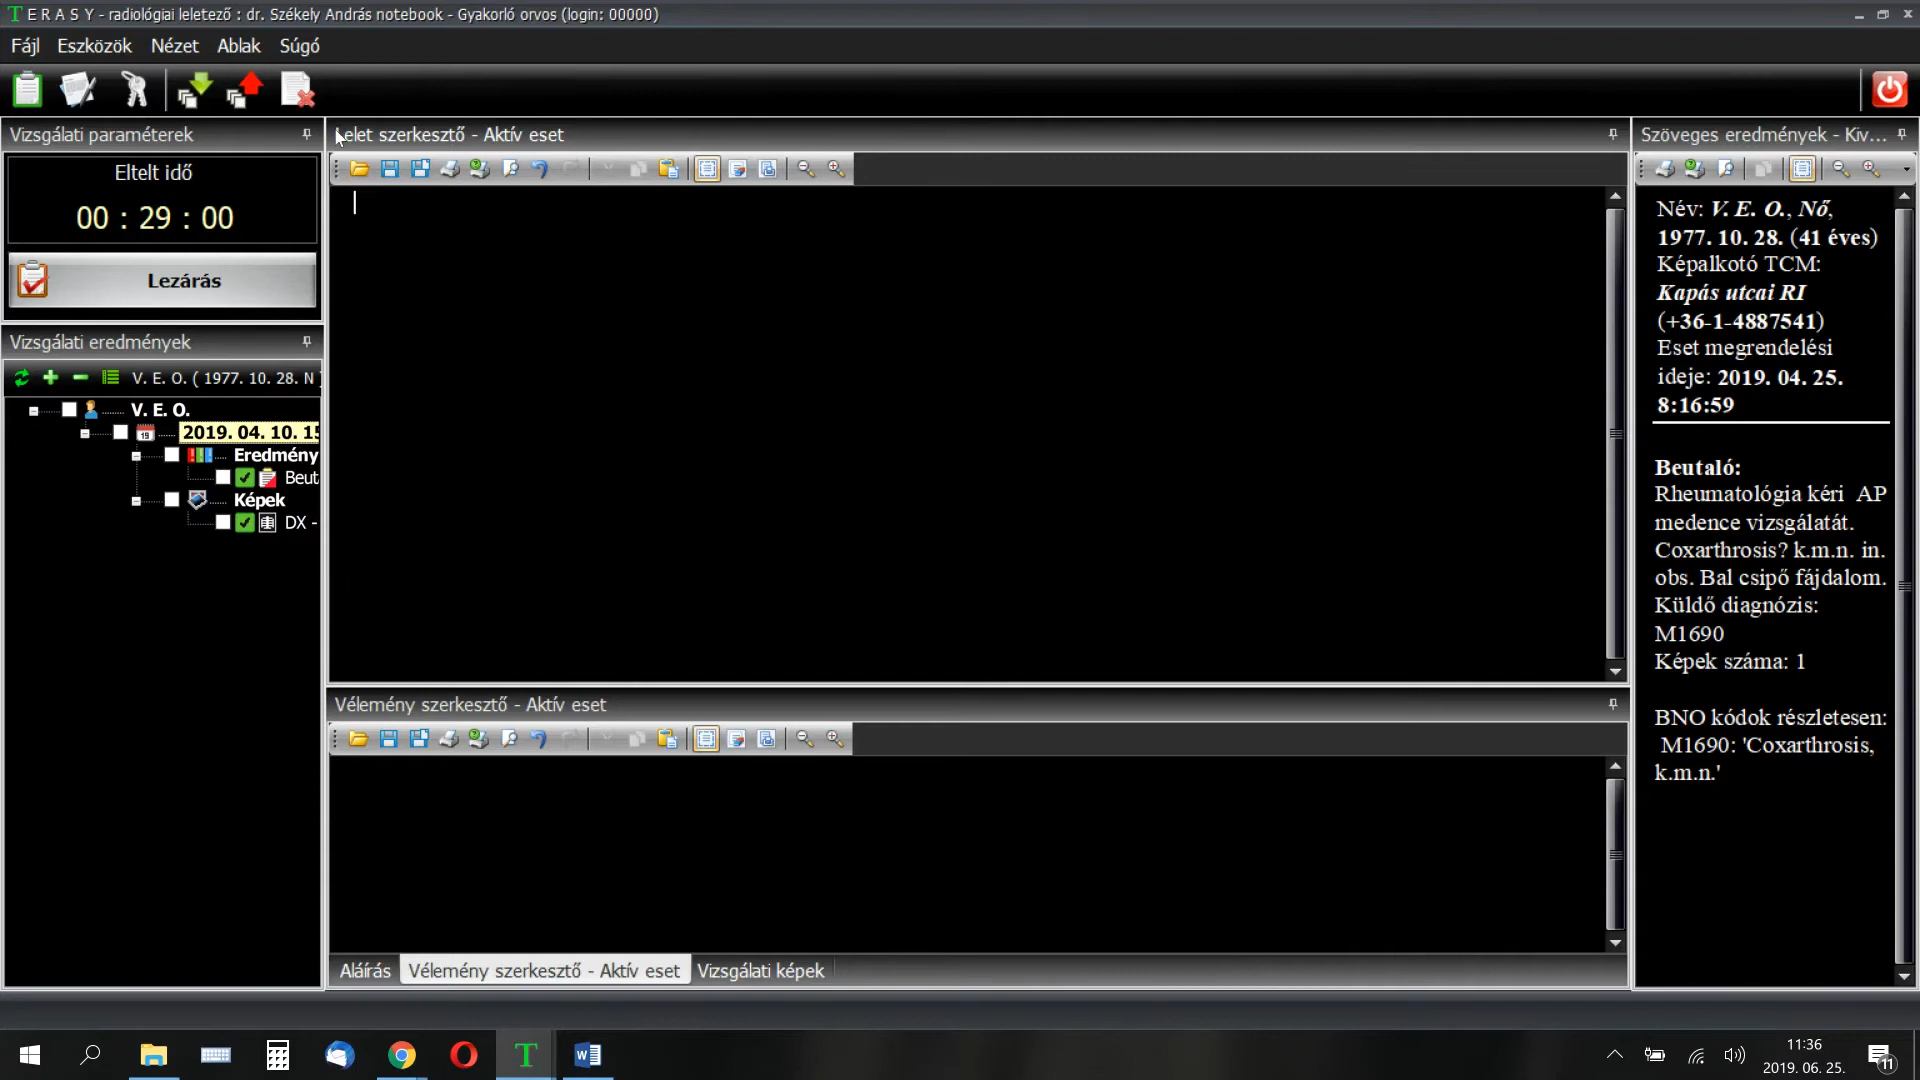 T E R A S Y - radiológiai leletező : dr. Székely András notebook - Gyakorló orvos (login: 00000)
Fájl Eszközök Nézet Ablak Súgó
Vizsgálati paraméterek
Eltelt idő
00 : 29 : 00
Lezárás
Vizsgálati eredmények
V. E. O. ( 1977. 10. 28. N
V. E. O.
19
2019. 04. 10. 15
Eredmény
Beut
Képek
DX -
Lelet szerkesztő - Aktív eset
Vélemény szerkesztő - Aktív eset
Aláírás Vélemény szerkesztő - Aktív eset Vizsgálati képek
Szöveges eredmények - Kiv...
Név: V. E. O., Nő,
1977. 10. 28. (41 éves)
Képalkotó TCM:
Kapás utcai RI
(+36-1-4887541)
Eset megrendelési
ideje: 2019. 04. 25.
8:16:59
Beutaló:
Rheumatológia kéri AP
medence vizsgálatát.
Coxarthrosis? k.m.n. in.
obs. Bal csipő fájdalom.
Küldő diagnózis:
M1690
Képek száma: 1
BNO kódok részletesen:
M1690: 'Coxarthrosis,
k.m.n.'
T
W
11:36
2019. 06. 25.
11